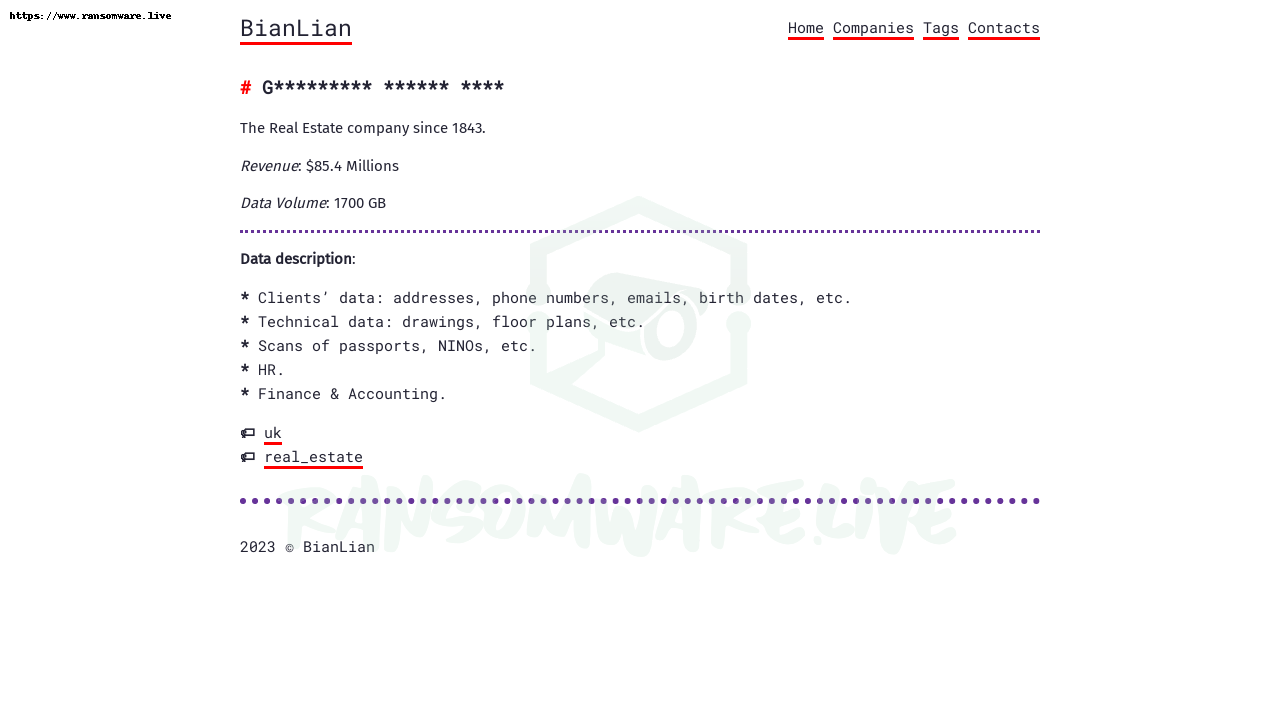 https://www.ransomware.live
BianLian
Home Companies Tags Contacts
# G********* ****** ****
The Real Estate company since 1843.
Revenue: $85.4 Millions
Data Volume: 1700 GB
Data description:
* Clients’ data: addresses, phone numbers, emails, birth dates, etc.
* Technical data: drawings, floor plans, etc.
* Scans of passports, NINOs, etc.
* HR.
* Finance & Accounting.
uk
real_estate
RANSOMWARE.LIVE
2023 © BianLian